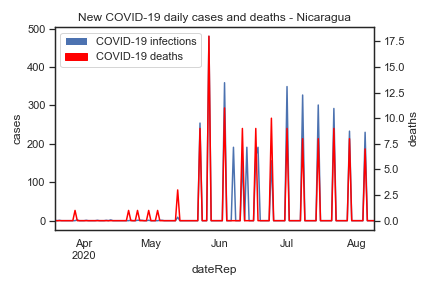 New COVID-19 daily cases and deaths - Nicaragua
COVID-19 infections
COVID-19 deaths
cases
500
400
300
200
100
0
deaths
17.5
15.0
12.5
10.0
7.5
5.0
2.5
0.0
Apr May Jun Jul Aug
2020
dateRep